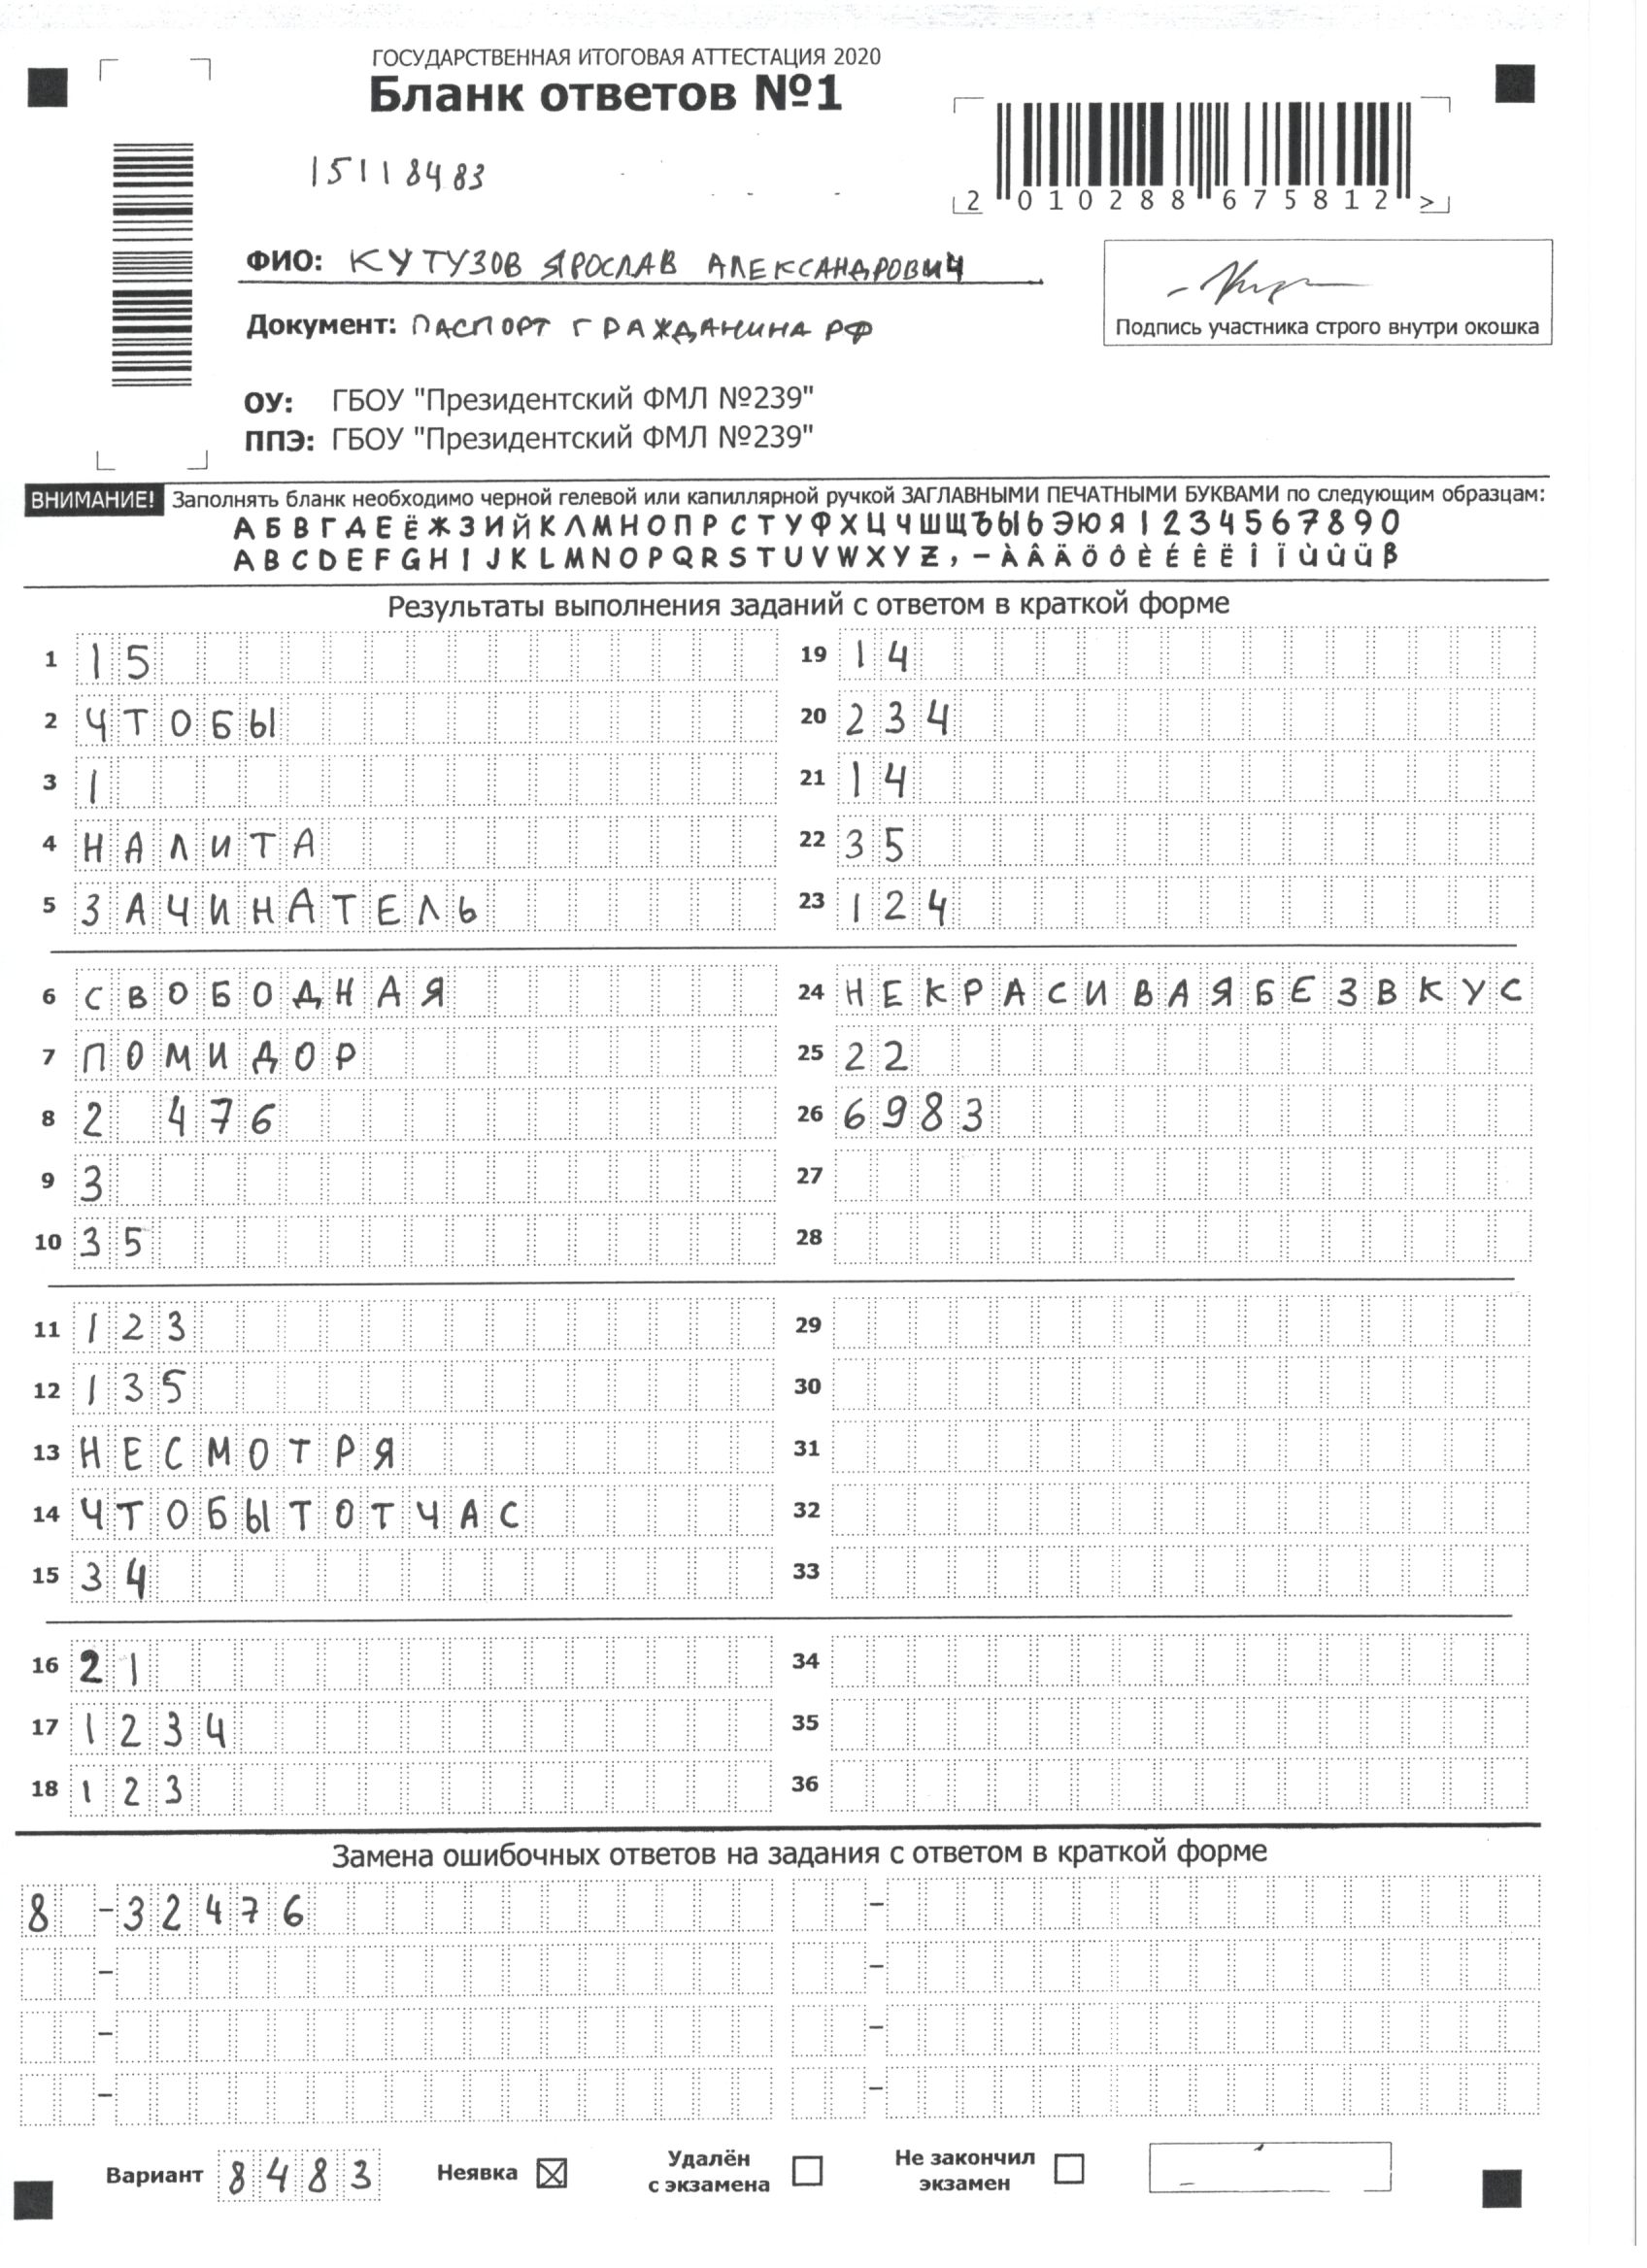 ГОСУДАРСТВЕННАЯ ИТОГОВАЯ АТТЕСТАЦИЯ 2020
Бланк ответов №1
15118483
2 010288 675812 >
ФИО: КУТУЗОВ ЯРОСЛАВ АЛЕКСАНДРОВИЧ
Документ: ПАСПОРТ ГРАЖДАНИНА РФ
Подпись участника строго внутри окошка
ОУ: ГБОУ "Президентский ФМЛ №239"
ППЭ: ГБОУ "Президентский ФМЛ №239"
ВНИМАНИЕ! Заполнять бланк необходимо черной гелевой или капиллярной ручкой ЗАГЛАВНЫМИ ПЕЧАТНЫМИ БУКВАМИ по следующим образцам:
А Б В Г Д Е Ё Ж З И Й К Л М Н О П Р С Т У Ф Х Ц Ч Ш Щ Ъ Ы Ь Э Ю Я 1 2 3 4 5 6 7 8 9 0
A B C D E F G H I J K L M N O P Q R S T U V W X Y Z , - À Â Ä Ö Ô È É Ê Ë Î Ï Ù Û Ü β
Результаты выполнения заданий с ответом в краткой форме
1 15
2 ЧТОБЫ
3 1
4 НАЛИТА
5 ЗАЧИНАТЕЛЬ
6 СВОБОДНАЯ
7 ПОМИДОР
8 2 476
9 3
10 35
11 123
12 135
13 НЕСМОТРЯ
14 ЧТОБЫТОТЧАС
15 34
16 21
17 1234
18 123
19 14
20 234
21 14
22 35
23 124
24 НЕКРАСИВАЯБЕЗВКУС
25 22
26 6983
27
28
29
30
31
32
33
34
35
36
Замена ошибочных ответов на задания с ответом в краткой форме
8 - 32476 -
- -
- -
- -
Вариант 8483 Неявка Удалён с экзамена Не закончил экзамен